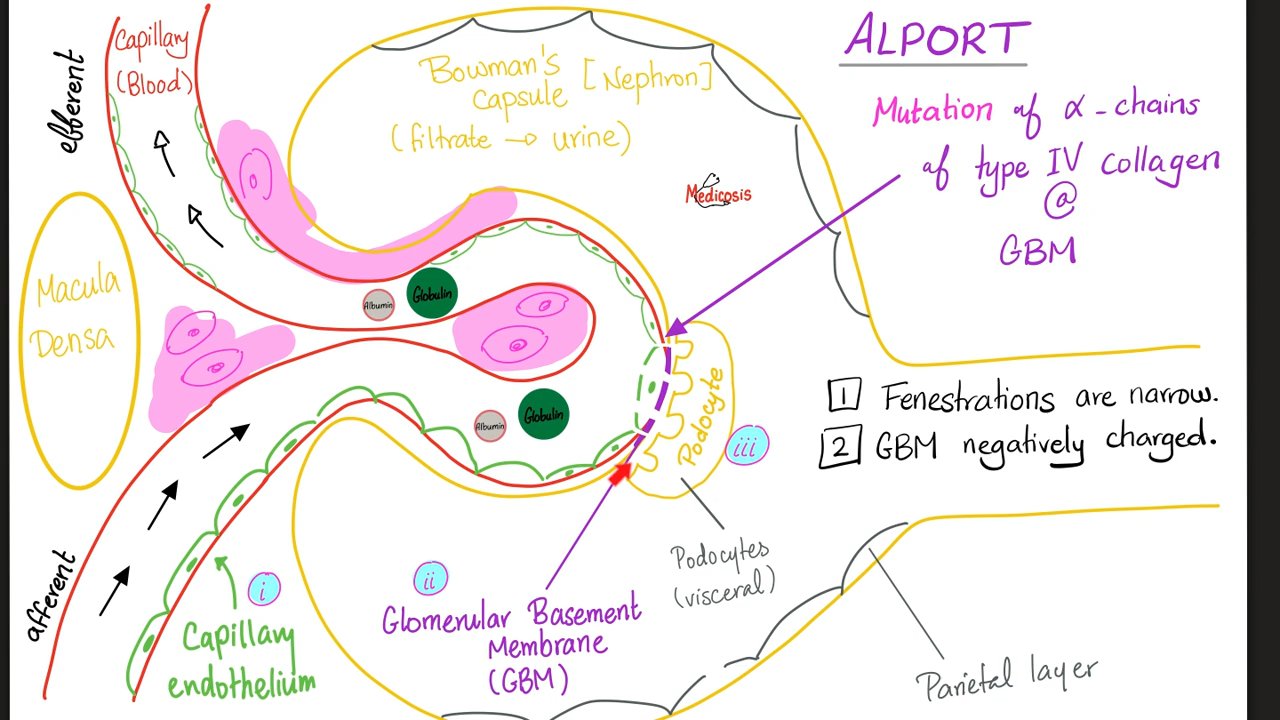 ALPORT
Mutation of α-chains
of type IV collagen
@
GBM
efferent
Capillary
(Blood)
Bowman's
capsule [Nephron]
(filtrate → urine)
Medicosis
Macula
Densa
Albumin
Globulin
Albumin
Globulin
Podocyte
iii
1 Fenestrations are narrow.
2 GBM negatively charged.
afferent
i
Capillary
endothelium
ii
Glomerular Basement
Membrane
(GBM)
Podocytes
(visceral)
Parietal layer